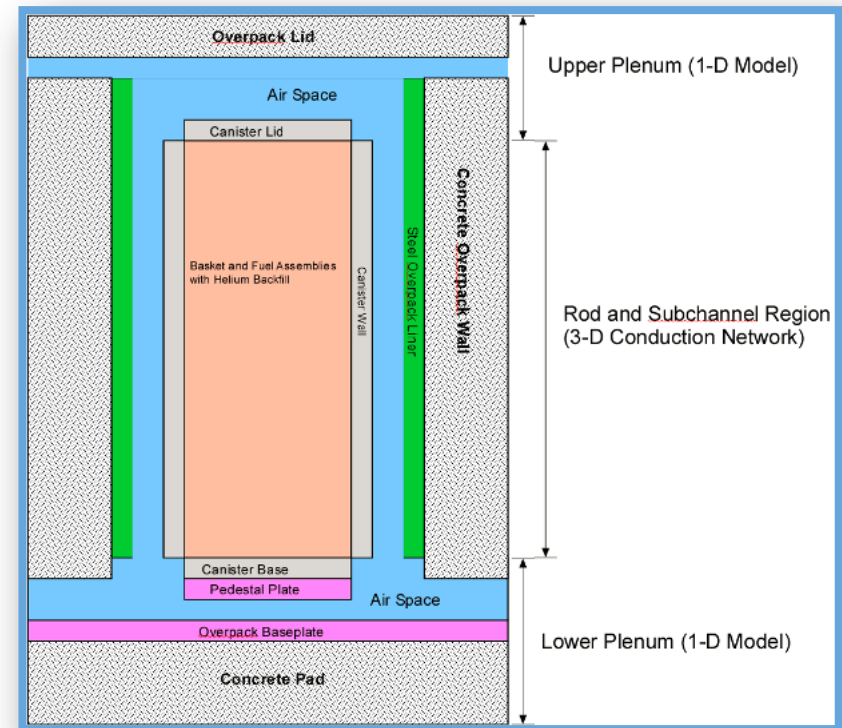 Overpack Lid
Upper Plenum (1-D Model)
Air Space
Canister Lid
Concrete Overpack Wall
Steel Overpack Liner
Basket and Fuel Assemblies
with Helium Backfill
Canister Wall
Rod and Subchannel Region
(3-D Conduction Network)
Canister Base
Pedestal Plate
Air Space
Overpack Baseplate
Lower Plenum (1-D Model)
Concrete Pad